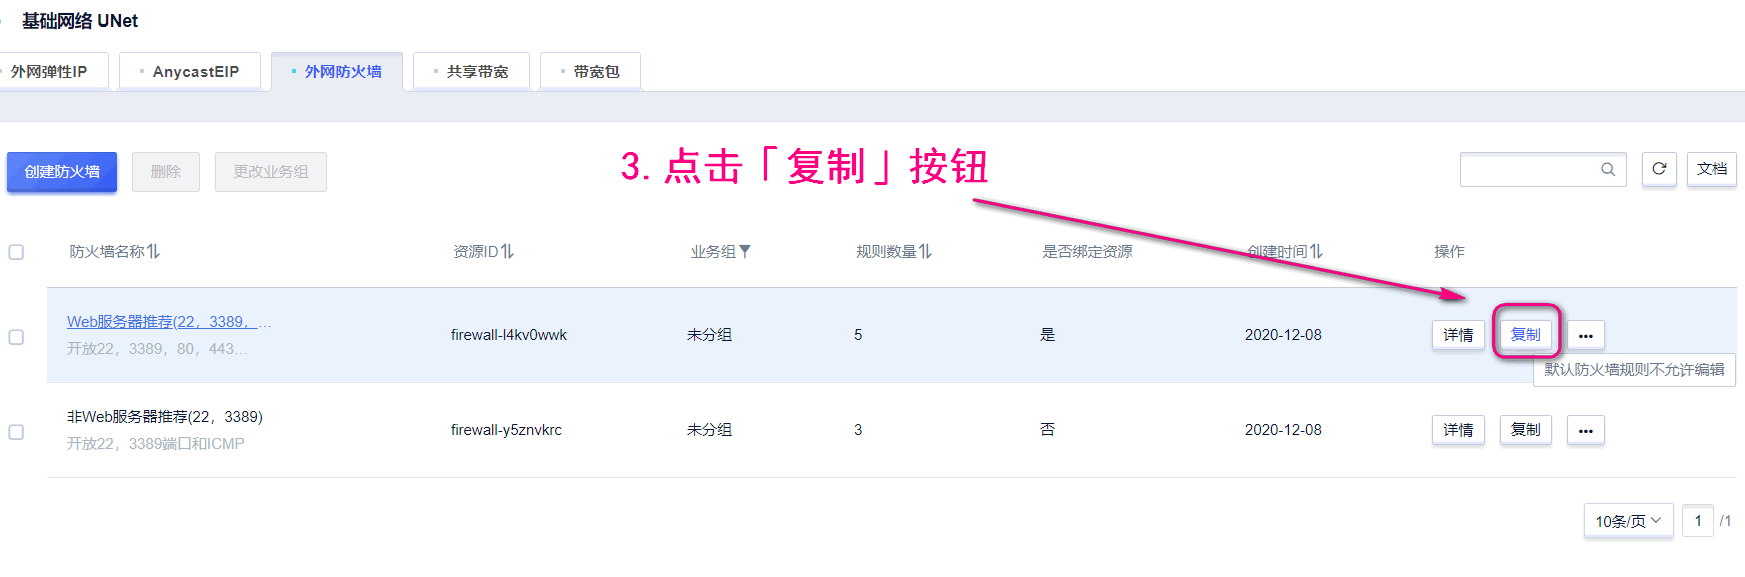 基础网络 UNet
外网弹性IP
AnycastEIP
外网防火墙
共享带宽
带宽包
创建防火墙
删除
更改业务组
3. 点击「复制」按钮
文档
防火墙名称
资源ID
业务组
规则数量
是否绑定资源
创建时间
操作
Web服务器推荐(22，3389，...
开放22，3389，80，443...
firewall-l4kv0wwk
未分组
5
是
2020-12-08
详情
复制
...
默认防火墙规则不允许编辑
非Web服务器推荐(22，3389)
开放22，3389端口和ICMP
firewall-y5znvkrc
未分组
3
否
2020-12-08
详情
复制
...
10条/页
1
/1